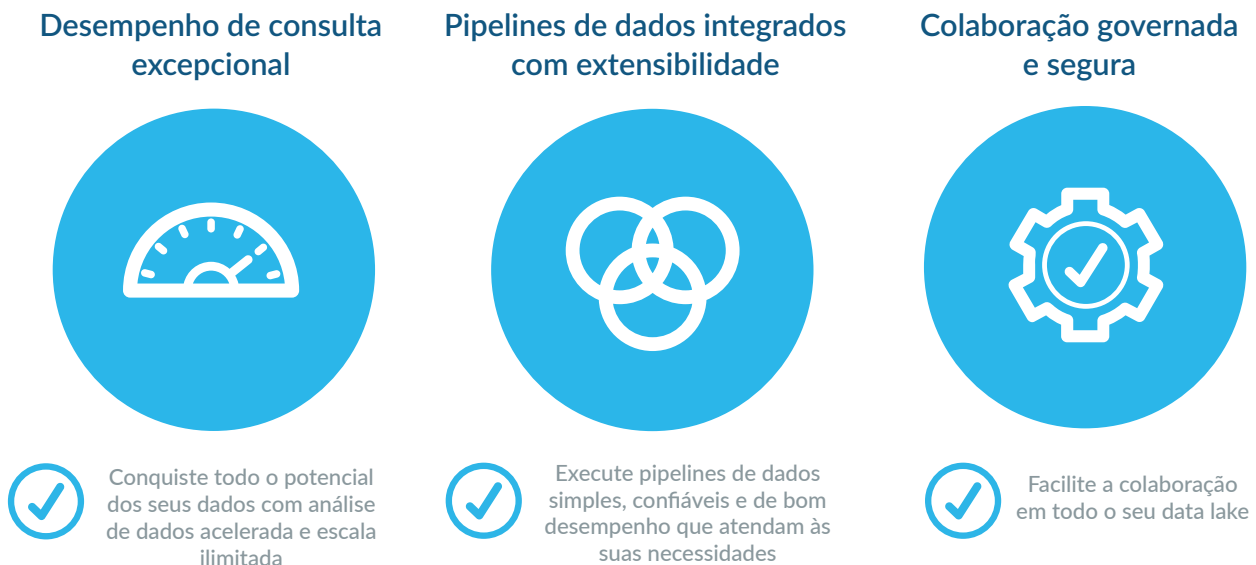 Desempenho de consulta
excepcional
Pipelines de dados integrados
com extensibilidade
Colaboração governada
e segura
Conquiste todo o potencial
dos seus dados com análise
de dados acelerada e escala
ilimitada
Execute pipelines de dados
simples, confiáveis e de bom
desempenho que atendam às
suas necessidades
Facilite a colaboração
em todo o seu data lake